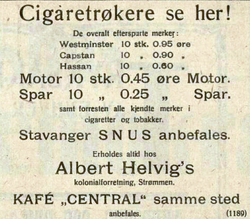 Cigaretrøkere se her!
De overalt efterspurte merker:
Westminster 10 stk. 0.95 øre
Capstan 10 „ 0.90 „
Hassan 10 „ 0.60 „
Motor 10 stk. 0.45 øre Motor.
Spar 10 „ 0.25 „ Spar.
samt forresten alle kjendte merker i
cigaretter og tobakker.
Stavanger SNUS anbefales.
Erholdes altid hos
Albert Helvig's
kolonialforretning, Strømmen.
KAFÉ „CENTRAL“ samme sted
anbefales. (1189)